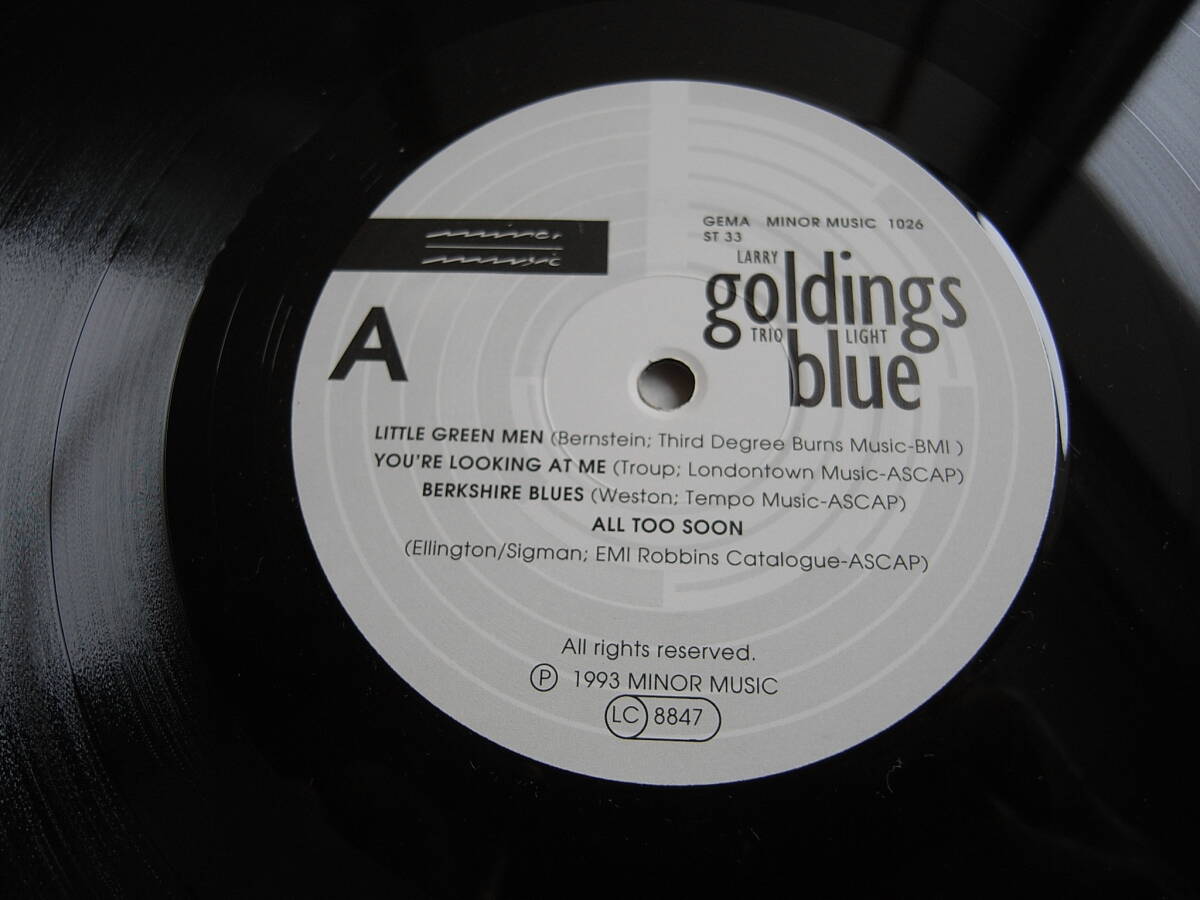 GEMA MINOR MUSIC 1026
ST 33
minor
music
LARRY
goldings
TRIO LIGHT
blue
A
LITTLE GREEN MEN (Bernstein; Third Degree Burns Music-BMI )
YOU'RE LOOKING AT ME (Troup; Londontown Music-ASCAP)
BERKSHIRE BLUES (Weston; Tempo Music-ASCAP)
ALL TOO SOON
(Ellington/Sigman; EMI Robbins Catalogue-ASCAP)
All rights reserved.
Ⓟ 1993 MINOR MUSIC
LC 8847